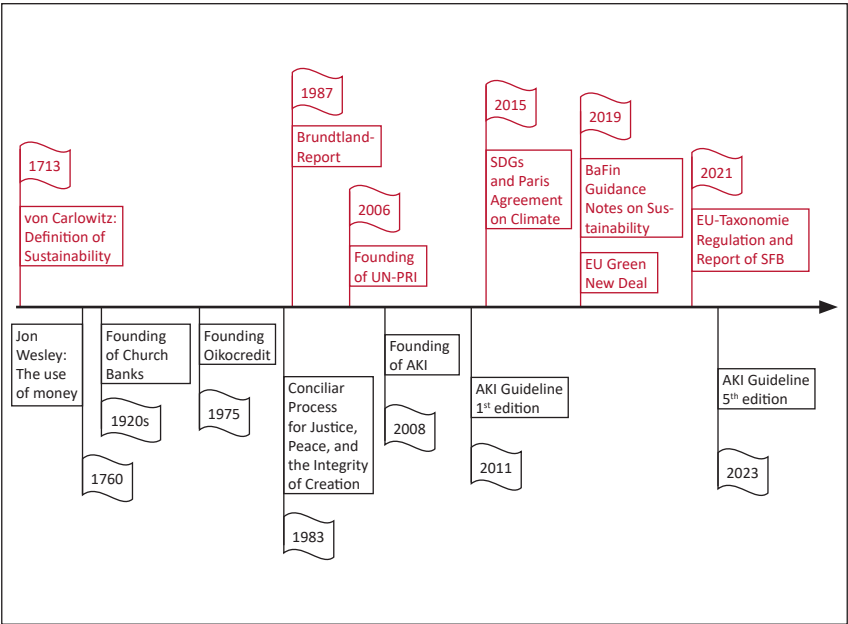 1713
von Carlowitz:
Definition of
Sustainability
1987
Brundtland-
Report
2006
Founding
of UN-PRI
2015
SDGs
and Paris
Agreement
on Climate
2019
BaFin
Guidance
Notes on Sus-
tainability
EU Green
New Deal
2021
EU-Taxonomie
Regulation and
Report of SFB
Jon
Wesley:
The use
of money
1760
Founding
of Church
Banks
1920s
Founding
Oikocredit
1975
Conciliar
Process
for Justice,
Peace, and
the Integrity
of Creation
1983
Founding
of AKI
2008
AKI Guideline
1st edition
2011
AKI Guideline
5th edition
2023